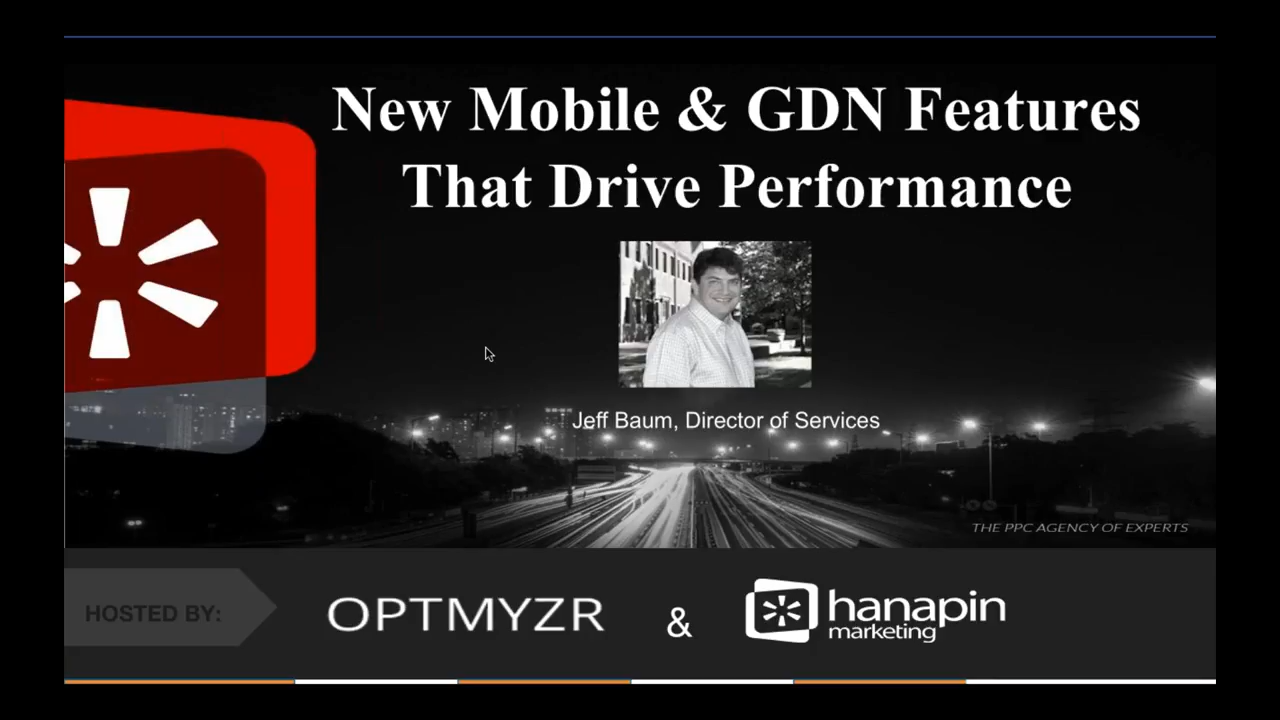 New Mobile & GDN Features
That Drive Performance
Jeff Baum, Director of Services
THE PPC AGENCY OF EXPERTS
HOSTED BY:
OPTMYZR
&
hanapin
marketing